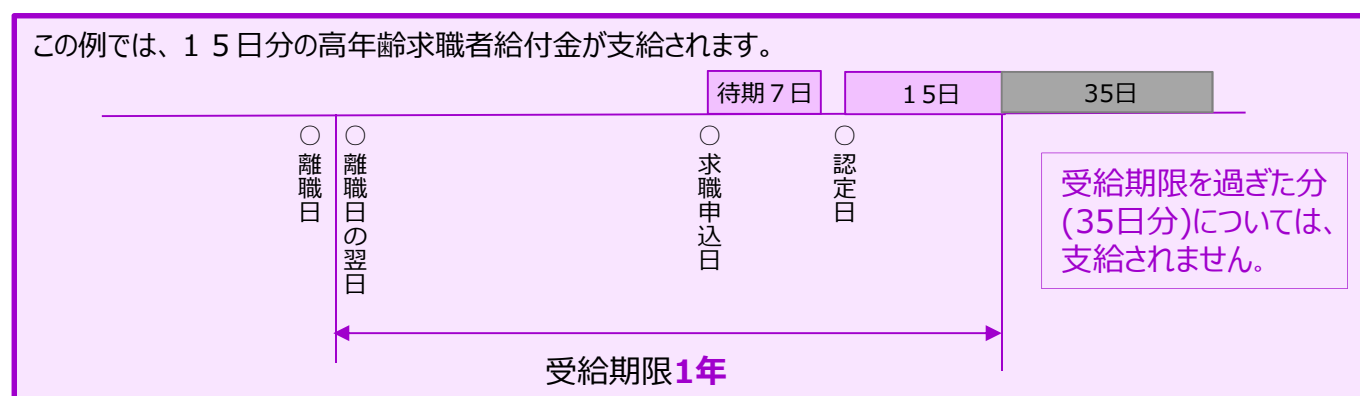 この例では、１５日分の高年齢求職者給付金が支給されます。
待期７日
１５日
35日
○離職日
○離職日の翌日
○求職申込日
○認定日
受給期限を過ぎた分
(35日分)については、
支給されません。
受給期限1年